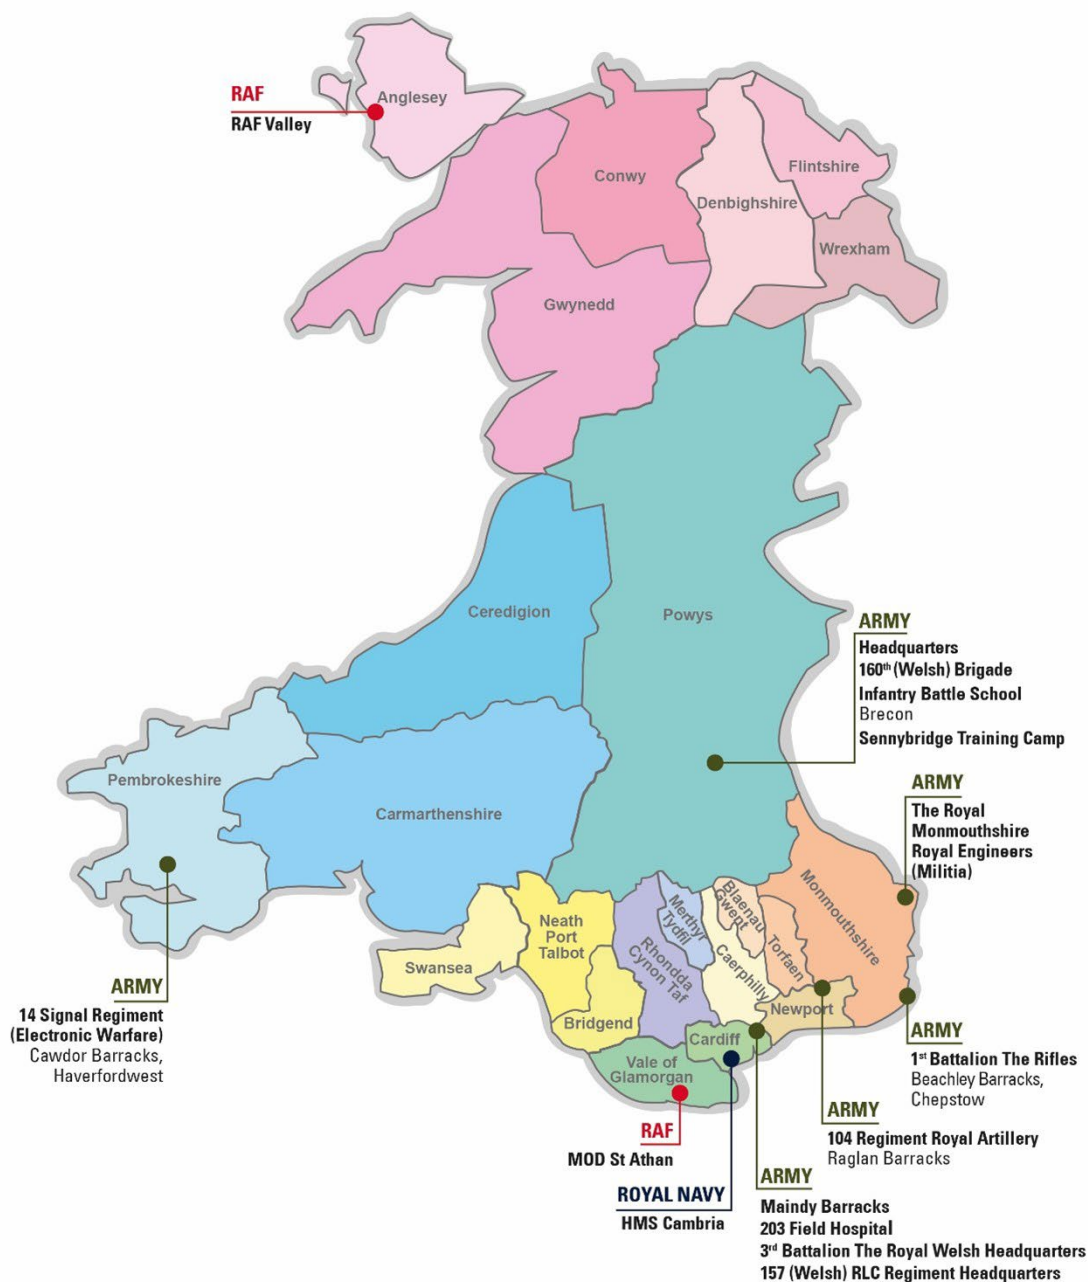 RAF
RAF Valley
Anglesey
Conwy
Flintshire
Denbighshire
Wrexham
Gwynedd
Ceredigion
Powys
ARMY
Headquarters
160th (Welsh) Brigade
Infantry Battle School
Brecon
Sennybridge Training Camp
Pembrokeshire
Carmarthenshire
ARMY
The Royal
Monmouthshire
Royal Engineers
(Militia)
Monmouthshire
Blaenau
Gwent
Merthyr
Tydfil
Torfaen
Neath
Port
Talbot
Rhondda
Cynon Taf
Caerphilly
Swansea
Newport
Bridgend
Cardiff
Vale of
Glamorgan
ARMY
14 Signal Regiment
(Electronic Warfare)
Cawdor Barracks,
Haverfordwest
ARMY
1st Battalion The Rifles
Beachley Barracks,
Chepstow
ARMY
104 Regiment Royal Artillery
Raglan Barracks
RAF
MOD St Athan
ROYAL NAVY
HMS Cambria
ARMY
Maindy Barracks
203 Field Hospital
3rd Battalion The Royal Welsh Headquarters
157 (Welsh) RLC Regiment Headquarters